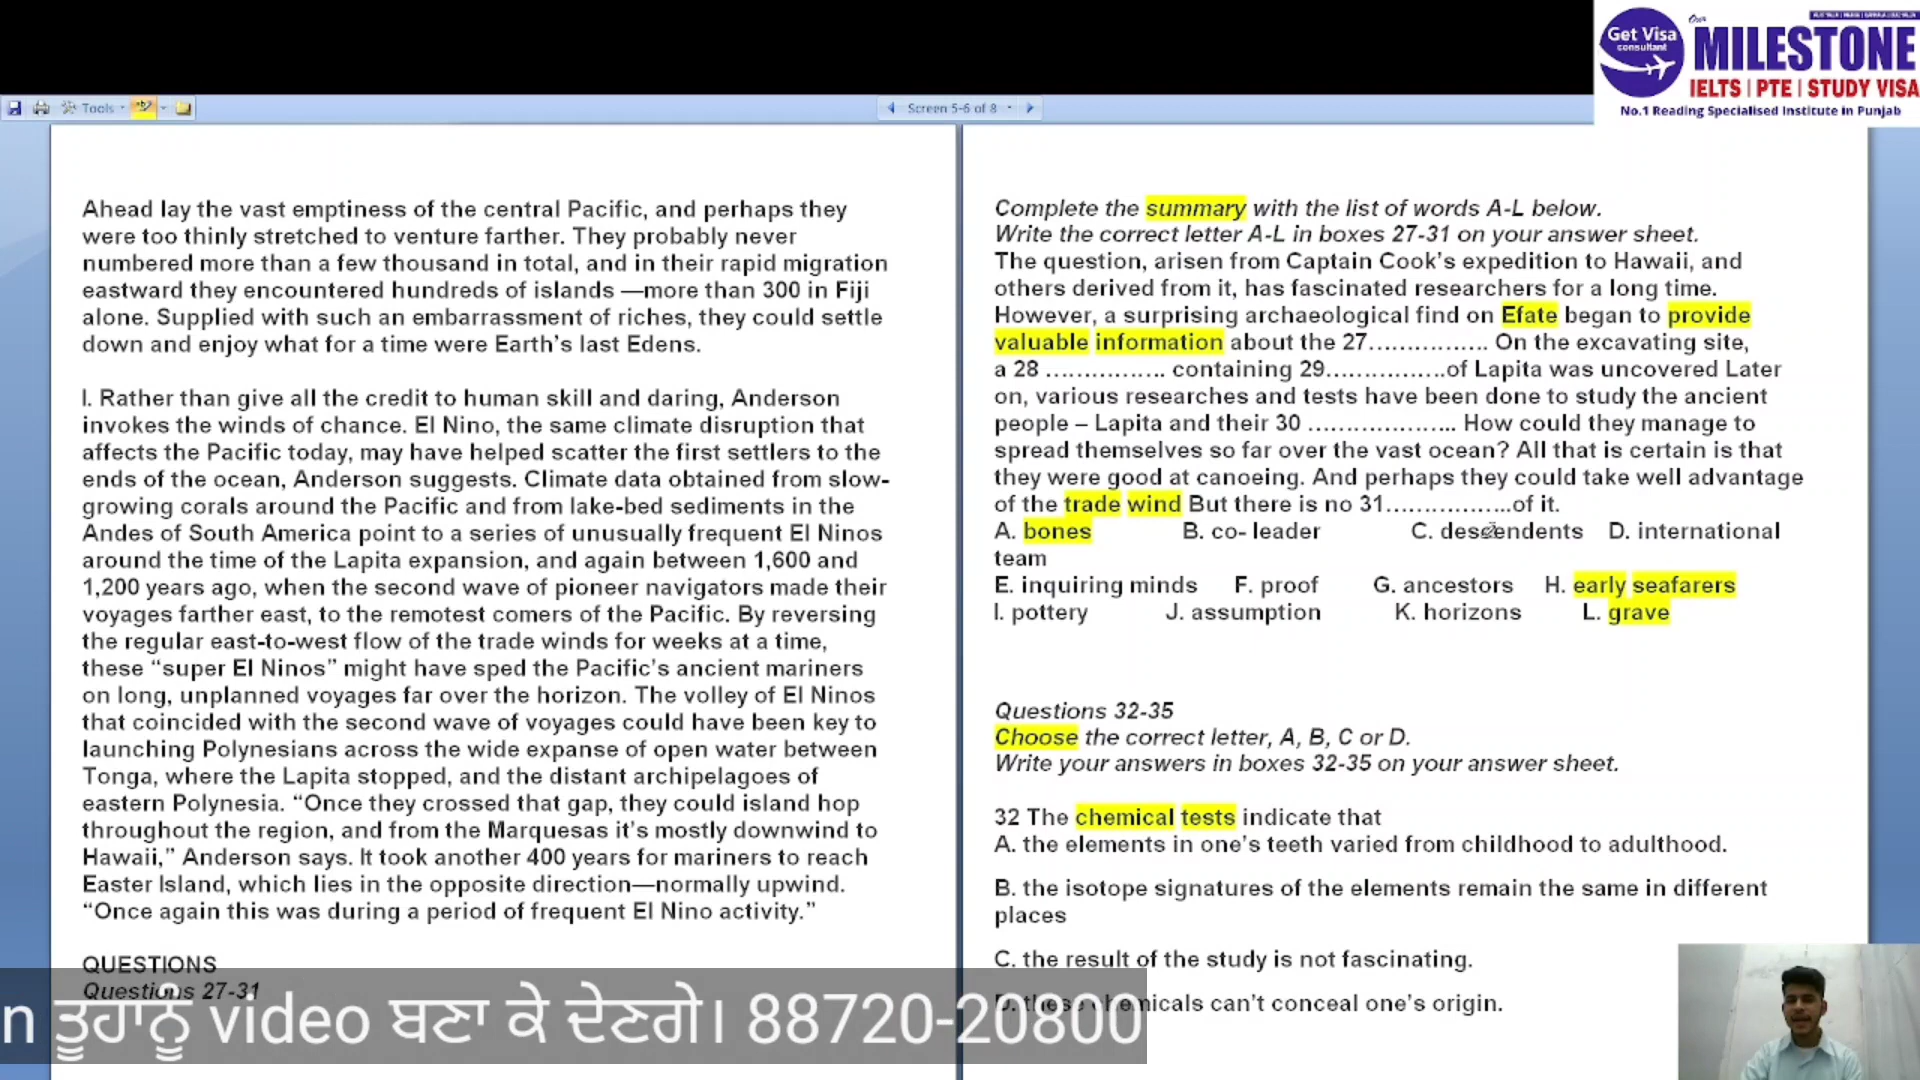 Get Visa
consultant
Our
MILESTONE
IELTS | PTE | STUDY VISA
No.1 Reading Specialised Institute in Punjab
Tools
Screen 5-6 of 8
Ahead lay the vast emptiness of the central Pacific, and perhaps they
were too thinly stretched to venture farther. They probably never
numbered more than a few thousand in total, and in their rapid migration
eastward they encountered hundreds of islands —more than 300 in Fiji
alone. Supplied with such an embarrassment of riches, they could settle
down and enjoy what for a time were Earth's last Edens.
I. Rather than give all the credit to human skill and daring, Anderson
invokes the winds of chance. El Nino, the same climate disruption that
affects the Pacific today, may have helped scatter the first settlers to the
ends of the ocean, Anderson suggests. Climate data obtained from slow-
growing corals around the Pacific and from lake-bed sediments in the
Andes of South America point to a series of unusually frequent El Ninos
around the time of the Lapita expansion, and again between 1,600 and
1,200 years ago, when the second wave of pioneer navigators made their
voyages farther east, to the remotest comers of the Pacific. By reversing
the regular east-to-west flow of the trade winds for weeks at a time,
these “super El Ninos” might have sped the Pacific's ancient mariners
on long, unplanned voyages far over the horizon. The volley of El Ninos
that coincided with the second wave of voyages could have been key to
launching Polynesians across the wide expanse of open water between
Tonga, where the Lapita stopped, and the distant archipelagoes of
eastern Polynesia. “Once they crossed that gap, they could island hop
throughout the region, and from the Marquesas it's mostly downwind to
Hawaii,” Anderson says. It took another 400 years for mariners to reach
Easter Island, which lies in the opposite direction—normally upwind.
“Once again this was during a period of frequent El Nino activity.”
QUESTIONS
Questions 27-31
Complete the summary with the list of words A-L below.
Write the correct letter A-L in boxes 27-31 on your answer sheet.
The question, arisen from Captain Cook's expedition to Hawaii, and
others derived from it, has fascinated researchers for a long time.
However, a surprising archaeological find on Efate began to provide
valuable information about the 27……………. On the excavating site,
a 28 ……………. containing 29……………of Lapita was uncovered Later
on, various researches and tests have been done to study the ancient
people – Lapita and their 30 ……………….. How could they manage to
spread themselves so far over the vast ocean? All that is certain is that
they were good at canoeing. And perhaps they could take well advantage
of the trade wind But there is no 31……………..of it.
A. bones B. co- leader C. descendents D. international
team
E. inquiring minds F. proof G. ancestors H. early seafarers
I. pottery J. assumption K. horizons L. grave
Questions 32-35
Choose the correct letter, A, B, C or D.
Write your answers in boxes 32-35 on your answer sheet.
32 The chemical tests indicate that
A. the elements in one's teeth varied from childhood to adulthood.
B. the isotope signatures of the elements remain the same in different
places
C. the result of the study is not fascinating.
D. these chemicals can't conceal one's origin.
n ਤੁਹਾਨੂੰ video ਬਣਾ ਕੇ ਦੇਣਗੇ। 88720-20800